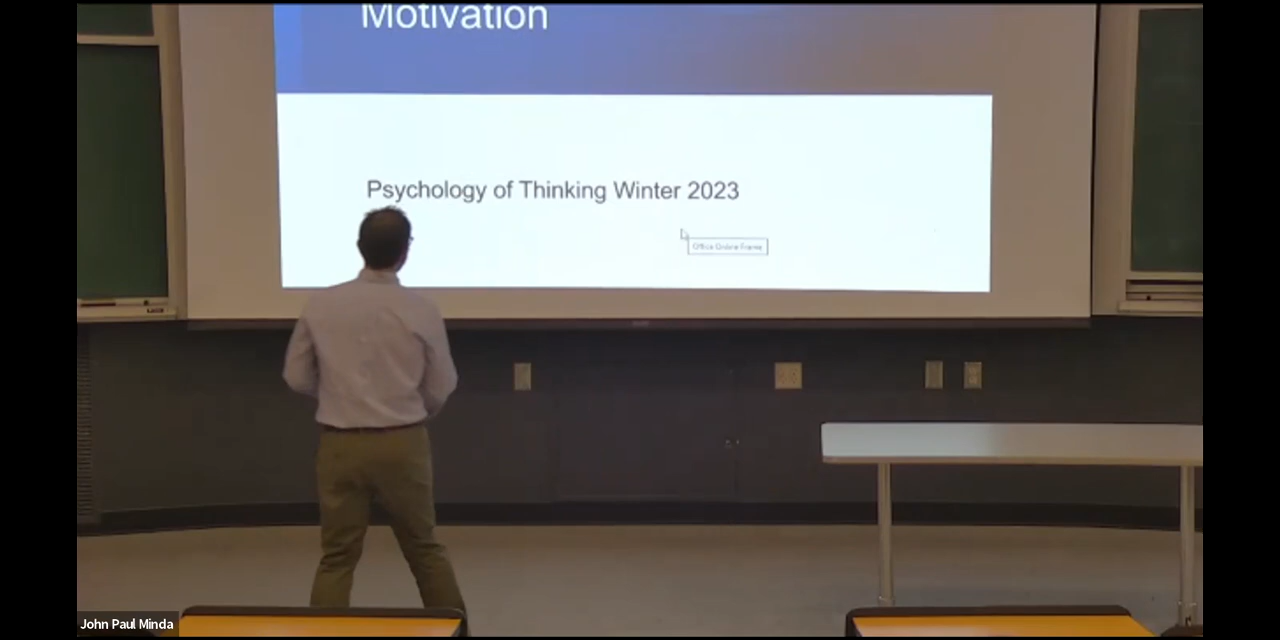 Motivation
Psychology of Thinking Winter 2023
Office Online Frame
John Paul Minda